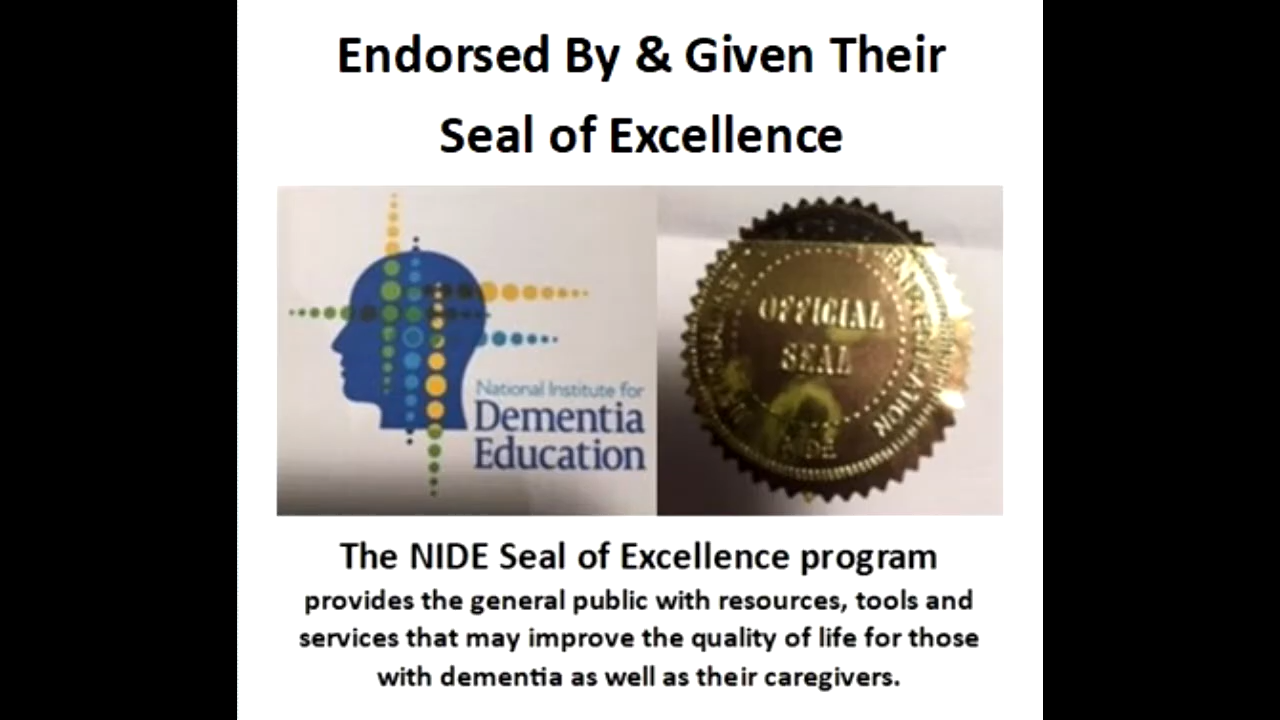 Endorsed By & Given Their
Seal of Excellence
National Institute for
Dementia
Education
OFFICIAL
SEAL
NIDE
The NIDE Seal of Excellence program
provides the general public with resources, tools and
services that may improve the quality of life for those
with dementia as well as their caregivers.